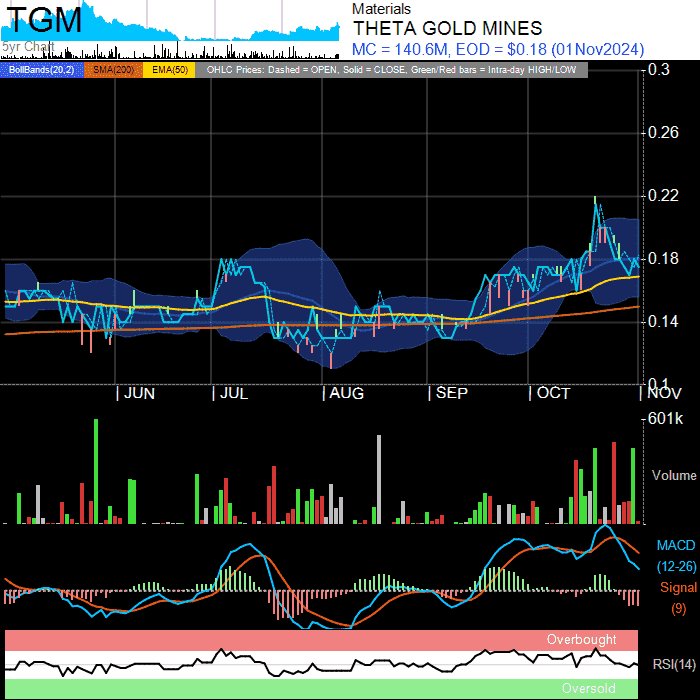 TGM
5yr Chart
Materials
THETA GOLD MINES
MC = 140.6M, EOD = $0.18 (01Nov2024)
BollBands(20,2) SMA(200) EMA(50) OHLC Prices: Dashed = OPEN, Solid = CLOSE, Green/Red bars = Intra-day HIGH/LOW
0.3
0.26
0.22
0.18
0.14
0.1
JUN JUL AUG SEP OCT NOV
601k
Volume
MACD
(12-26)
Signal
(9)
Overbought
RSI(14)
Oversold